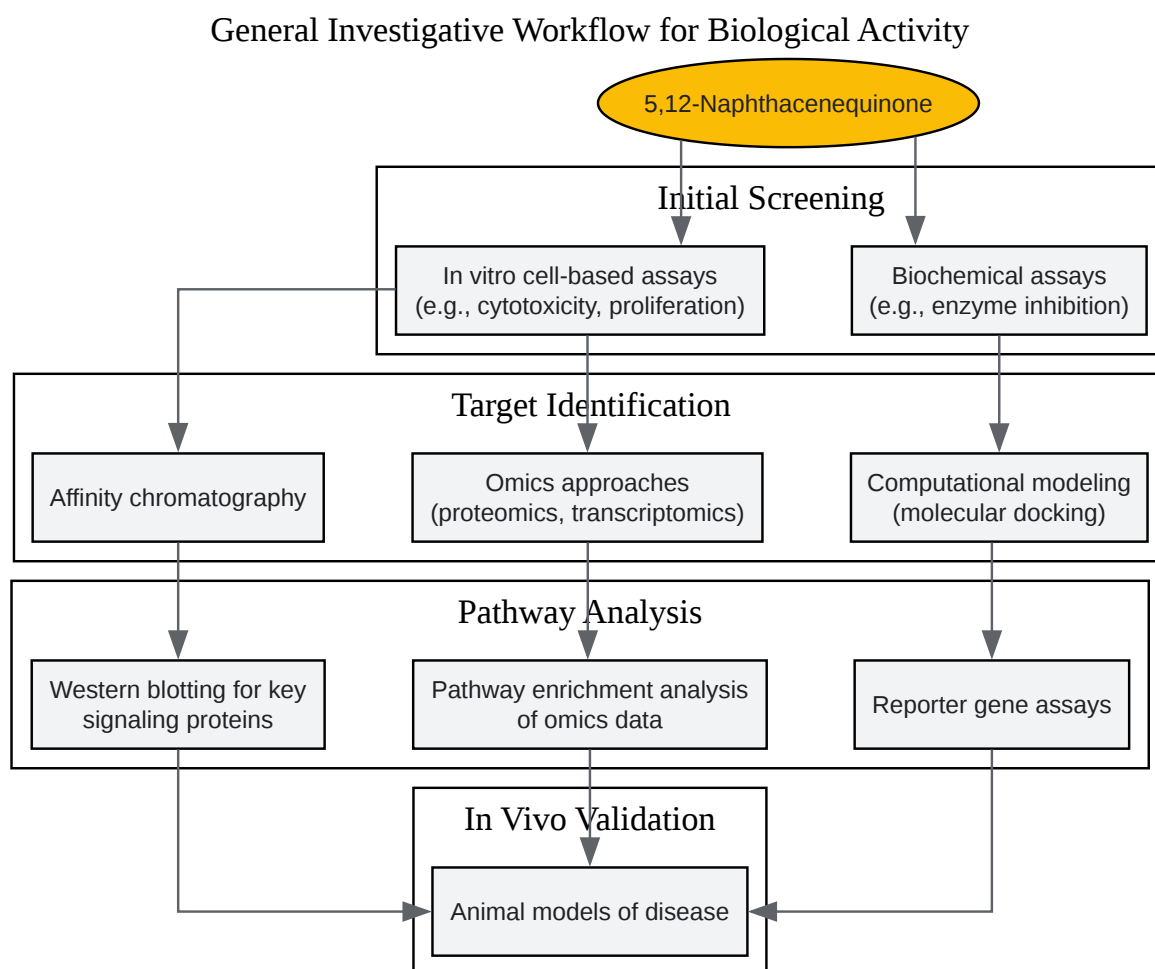 General Investigative Workflow for Biological Activity
5,12-Naphthacenequinone
Initial Screening
In vitro cell-based assays
(e.g., cytotoxicity, proliferation)
Biochemical assays
(e.g., enzyme inhibition)
Target Identification
Affinity chromatography
Omics approaches
(proteomics, transcriptomics)
Computational modeling
(molecular docking)
Pathway Analysis
Western blotting for key
signaling proteins
Pathway enrichment analysis
of omics data
Reporter gene assays
In Vivo Validation
Animal models of disease